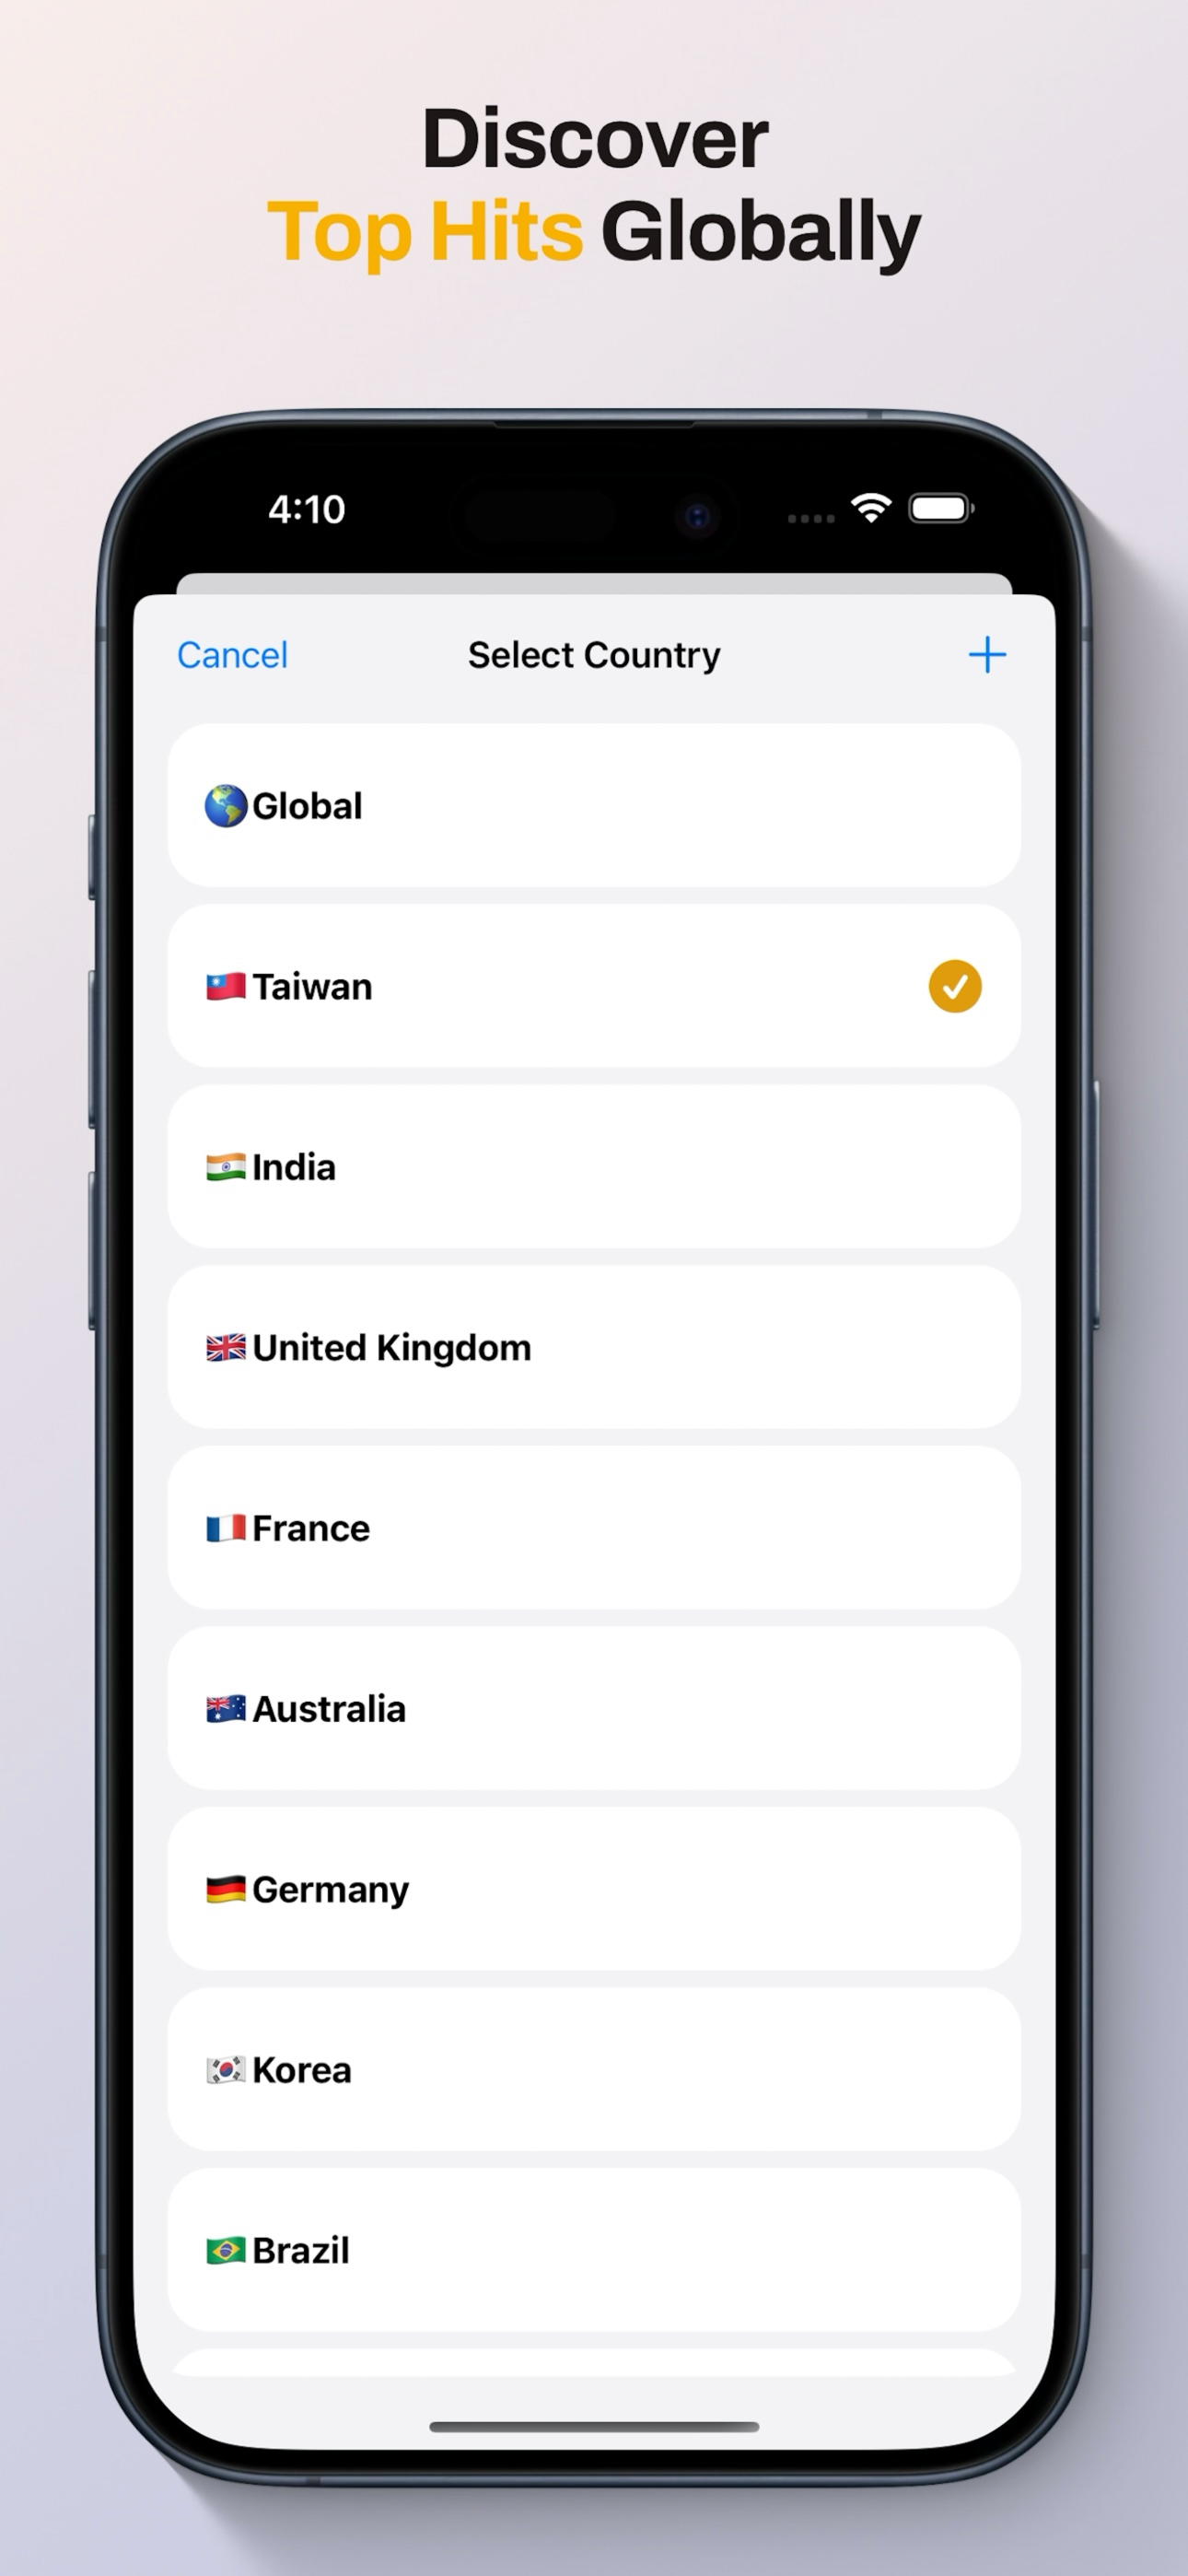 Discover
Top Hits Globally
4:10
Cancel
Select Country
Global
Taiwan
India
United Kingdom
France
Australia
Germany
Korea
Brazil